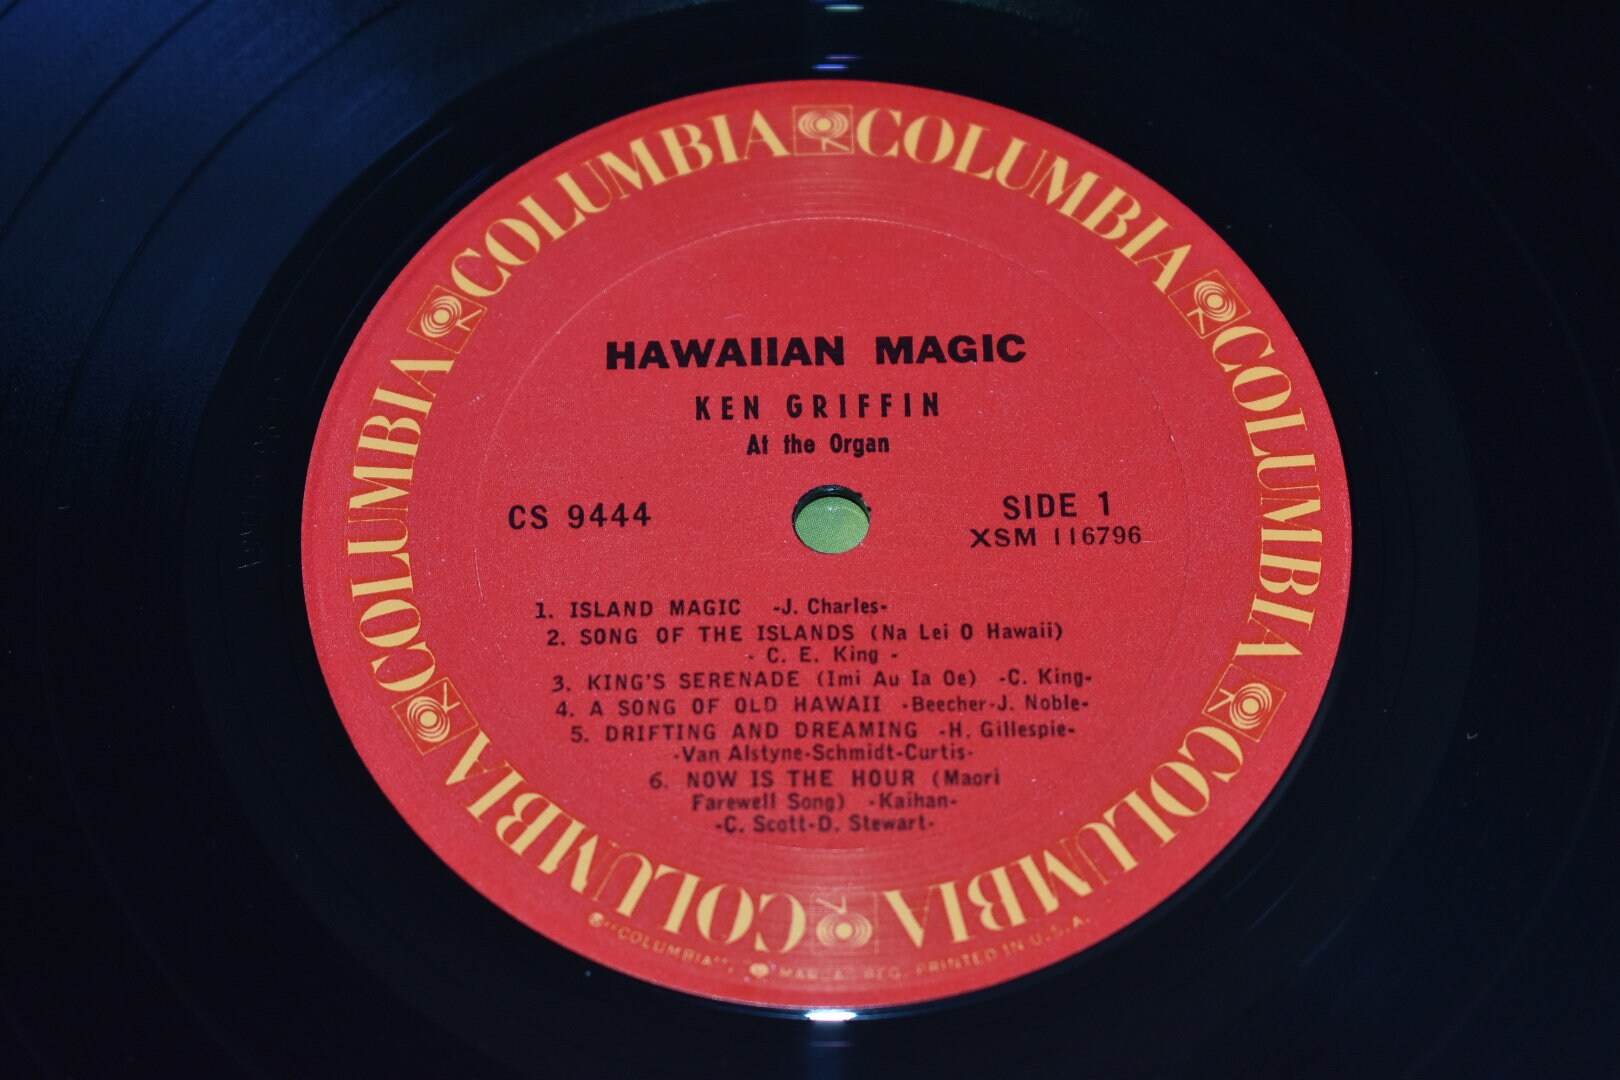 COLUMBIA COLUMBIA COLUMBIA COLUMBIA COLUMBIA COLUMBIA COLUMBIA COLUMBIA
HAWAIIAN MAGIC
KEN GRIFFIN
At the Organ
CS 9444
SIDE 1
XSM 116796
1. ISLAND MAGIC -J. Charles-
2. SONG OF THE ISLANDS (Na Lei O Hawaii)
- C. E. King -
3. KING'S SERENADE (Imi Au Ia Oe) -C. King-
4. A SONG OF OLD HAWAII -Beecher-J. Noble-
5. DRIFTING AND DREAMING -H. Gillespie-
-Van Alstyne-Schmidt-Curtis-
6. NOW IS THE HOUR (Maori
Farewell Song) -Kaihan-
-C. Scott-D. Stewart-
"COLUMBIA", MARCAS REG. PRINTED IN U.S.A.